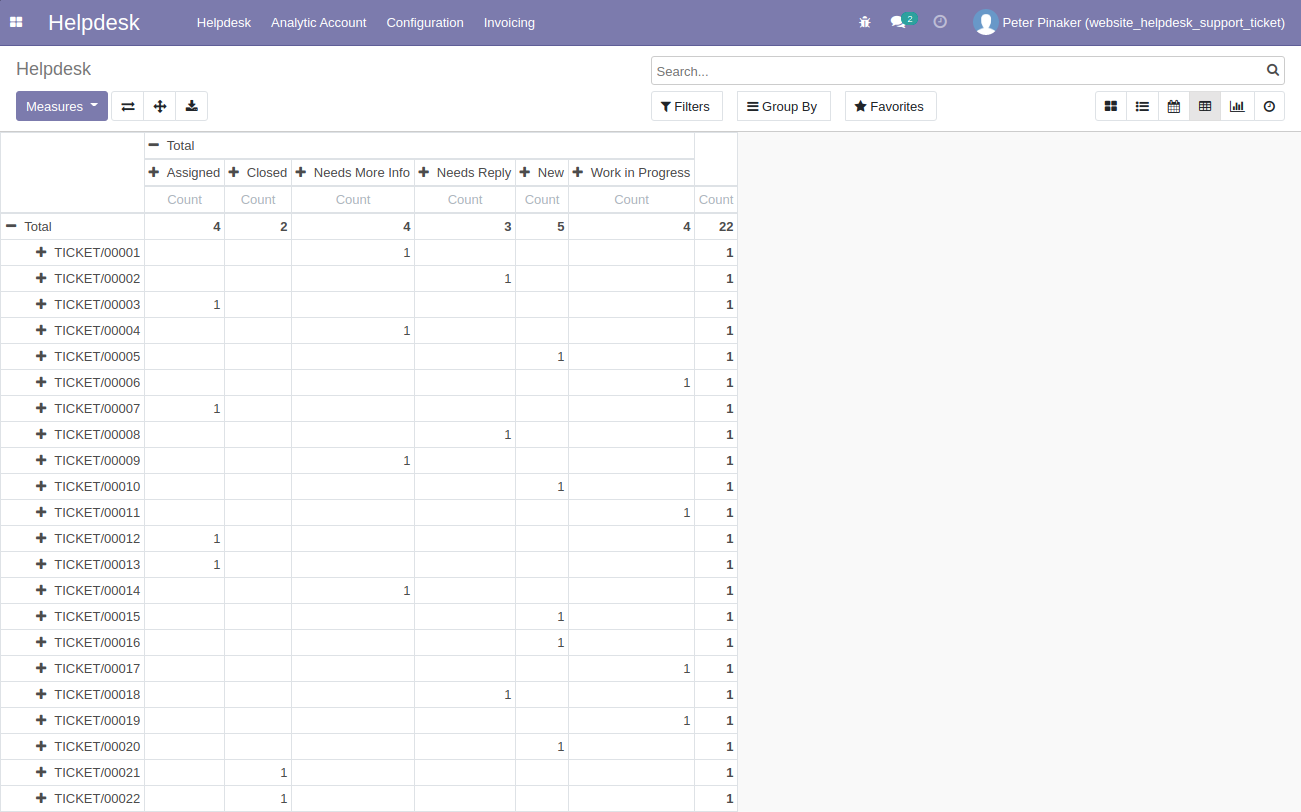 Helpdesk Helpdesk Analytic Account Configuration Invoicing 2 Peter Pinaker (website_helpdesk_support_ticket)
Helpdesk Search...
Measures Filters Group By Favorites
Total
Assigned Closed Needs More Info Needs Reply New Work in Progress
Count Count Count Count Count Count Count
Total 4 2 4 3 5 4 22
TICKET/00001 1 1
TICKET/00002 1 1
TICKET/00003 1 1
TICKET/00004 1 1
TICKET/00005 1 1
TICKET/00006 1 1
TICKET/00007 1 1
TICKET/00008 1 1
TICKET/00009 1 1
TICKET/00010 1 1
TICKET/00011 1 1
TICKET/00012 1 1
TICKET/00013 1 1
TICKET/00014 1 1
TICKET/00015 1 1
TICKET/00016 1 1
TICKET/00017 1 1
TICKET/00018 1 1
TICKET/00019 1 1
TICKET/00020 1 1
TICKET/00021 1 1
TICKET/00022 1 1